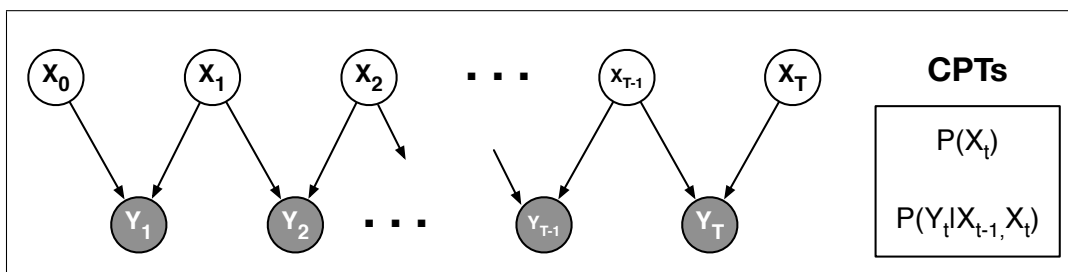 X0 X1 X2 ... XT-1 XT
CPTs
P(Xt)
Y1 Y2 ... YT-1 YT
P(Yt|Xt-1, Xt)